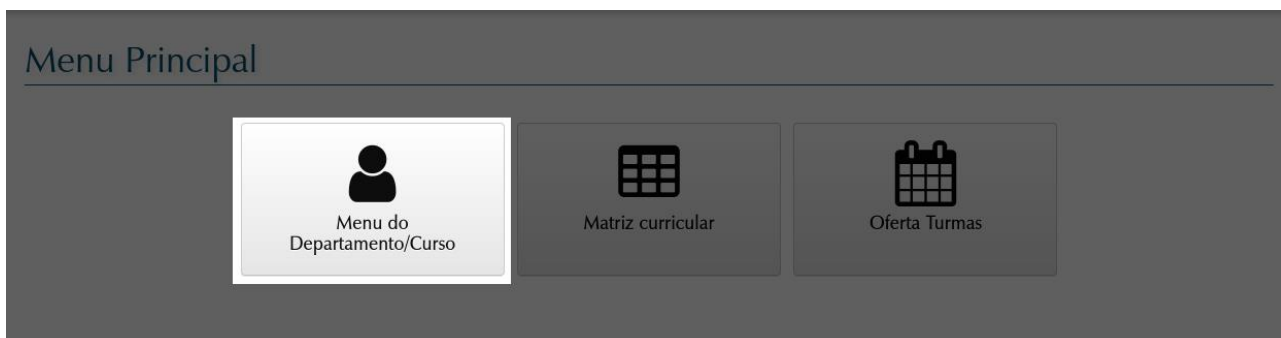 Menu Principal
Menu do
Departamento/Curso
Matriz curricular
Oferta Turmas